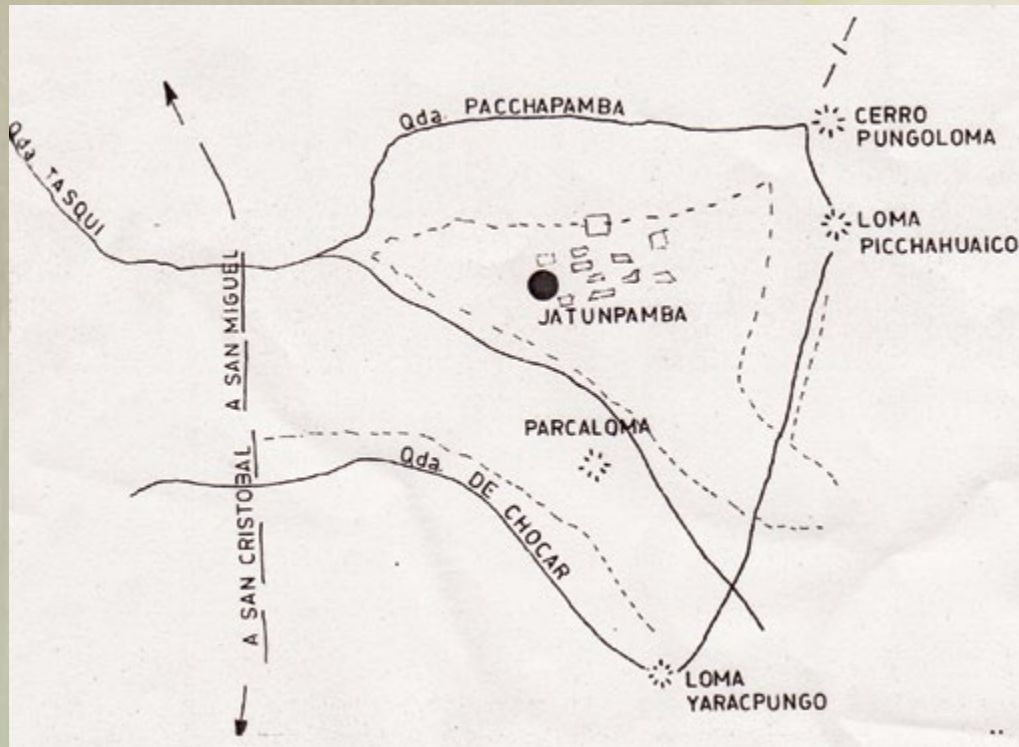 Qda. PACCHAPAMBA
CERRO
PUNGOLOMA
Qda. TASQUI
LOMA
PICCHAHUAICO
A SAN MIGUEL
JATUNPAMBA
PARCALOMA
Qda. DE CHOCAR
A SAN CRISTOBAL
LOMA
YARACPUNGO